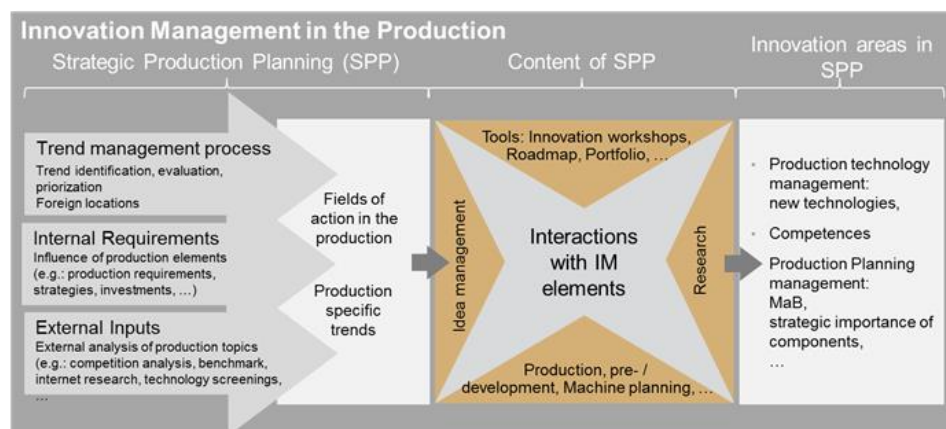 Innovation Management in the Production
Strategic Production Planning (SPP)
Content of SPP
Innovation areas in
SPP
Trend management process
Trend identification, evaluation,
priorization
Foreign locations
Internal Requirements
Influence of production elements
(e.g.: production requirements,
strategies, investments, …)
External Inputs
External analysis of production topics
(e.g.: competition analysis, benchmark,
internet research, technology screenings,
…
Fields of
action in the
production
Production
specific
trends
Tools: Innovation workshops,
Roadmap, Portfolio, …
Idea management
Interactions
with IM
elements
Research
Production, pre- /
development, Machine planning, …
• Production technology
management:
new technologies,
• Competences
• Production Planning
management:
MaB,
strategic importance of
components,
…